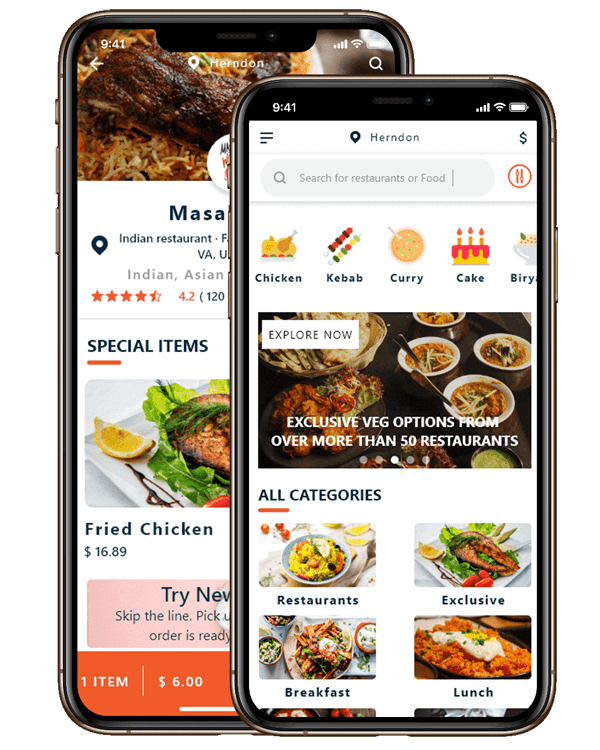 9:41
Herndon
Masa
Indian restaurant · F
VA, U
Indian, Asian
4.2 ( 120
SPECIAL ITEMS
Fried Chicken
$ 16.89
Try New
Skip the line. Pick u
order is ready
1 ITEM
$ 6.00
9:41
Herndon
$
Search for restaurants or Food
Chicken
Kebab
Curry
Cake
Birya
EXPLORE NOW
EXCLUSIVE VEG OPTIONS FROM
OVER MORE THAN 50 RESTAURANTS
ALL CATEGORIES
Restaurants
Exclusive
Breakfast
Lunch